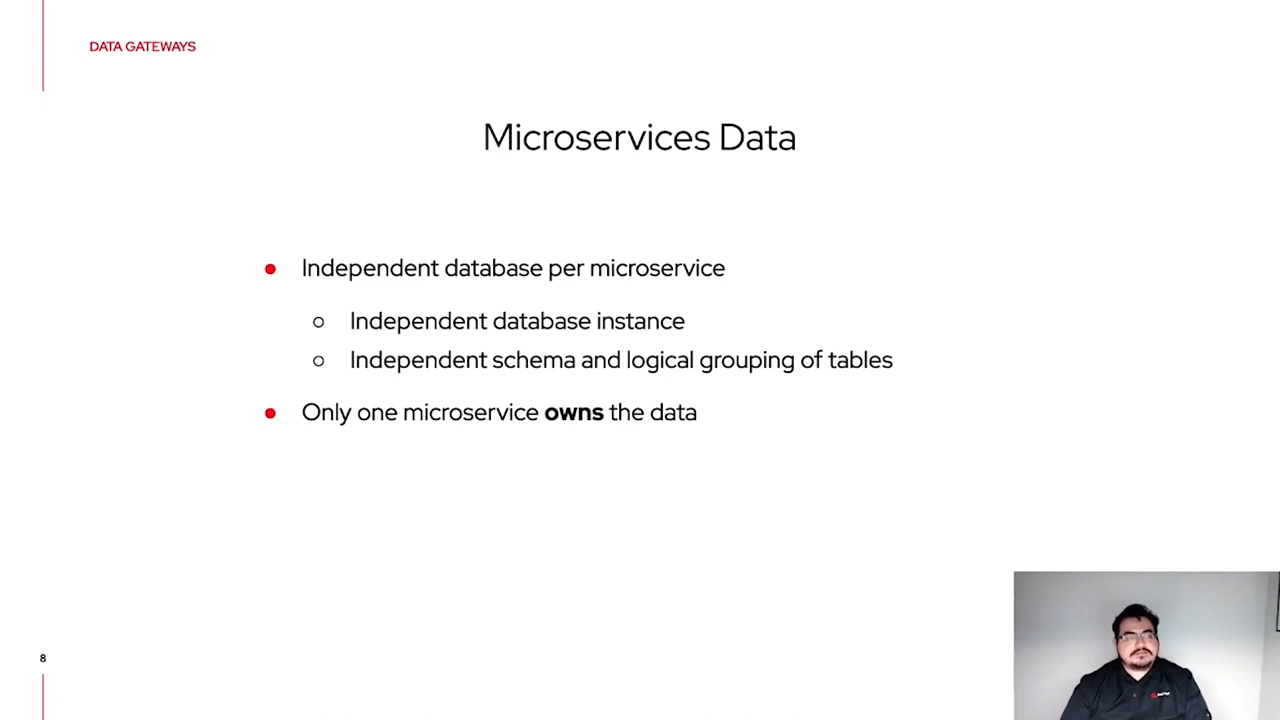 DATA GATEWAYS
Microservices Data
● Independent database per microservice
○ Independent database instance
○ Independent schema and logical grouping of tables
● Only one microservice owns the data
8